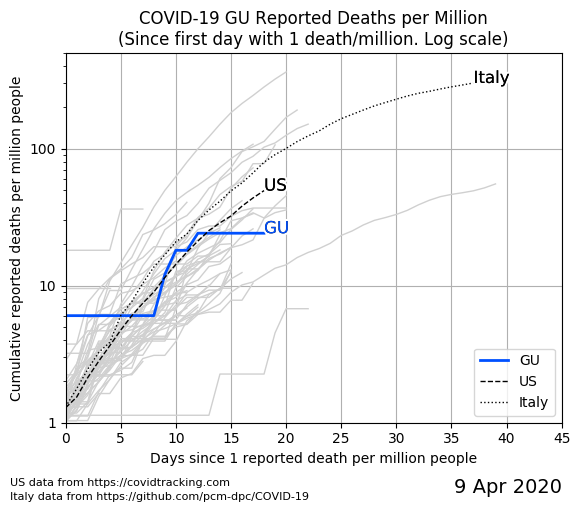 COVID-19 GU Reported Deaths per Million
(Since first day with 1 death/million. Log scale)
Cumulative reported deaths per million people
100
10
1
Italy
US
GU
GU
US
Italy
0 5 10 15 20 25 30 35 40 45
Days since 1 reported death per million people
US data from https://covidtracking.com
Italy data from https://github.com/pcm-dpc/COVID-19
9 Apr 2020